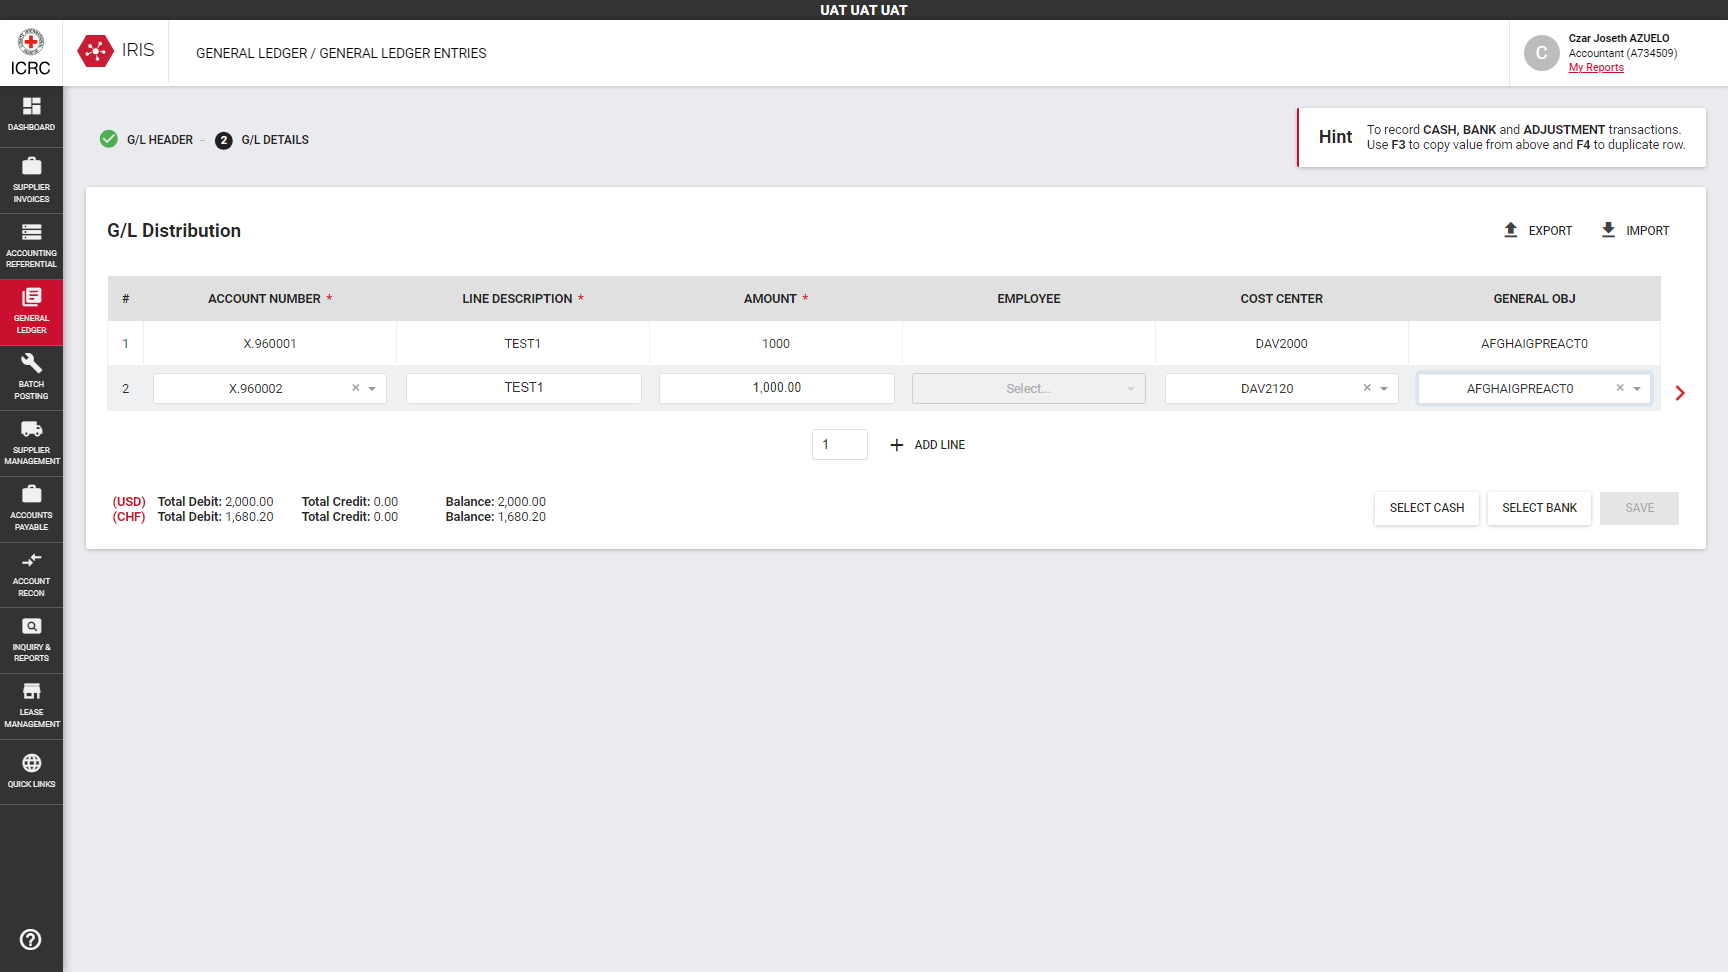 UAT UAT UAT
ICRC
IRIS
GENERAL LEDGER / GENERAL LEDGER ENTRIES
C
Czar Joseth AZUELO
Accountant (A734509)
My Reports
DASHBOARD
SUPPLIER
INVOICES
ACCOUNTING
REFERENTIAL
GENERAL
LEDGER
BATCH
POSTING
SUPPLIER
MANAGEMENT
ACCOUNTS
PAYABLE
ACCOUNT
RECON
INQUIRY &
REPORTS
LEASE
MANAGEMENT
QUICK LINKS
G/L HEADER – 2 G/L DETAILS
Hint
To record CASH, BANK and ADJUSTMENT transactions.
Use F3 to copy value from above and F4 to duplicate row.
G/L Distribution
EXPORT IMPORT
# ACCOUNT NUMBER * LINE DESCRIPTION * AMOUNT * EMPLOYEE COST CENTER GENERAL OBJ
1 X.960001 TEST1 1000 DAV2000 AFGHAIGPREACT0
2 X.960002 × TEST1 1,000.00 Select... DAV2120 × AFGHAIGPREACT0 ×
1 + ADD LINE
(USD) Total Debit: 2,000.00 Total Credit: 0.00 Balance: 2,000.00
(CHF) Total Debit: 1,680.20 Total Credit: 0.00 Balance: 1,680.20
SELECT CASH SELECT BANK SAVE